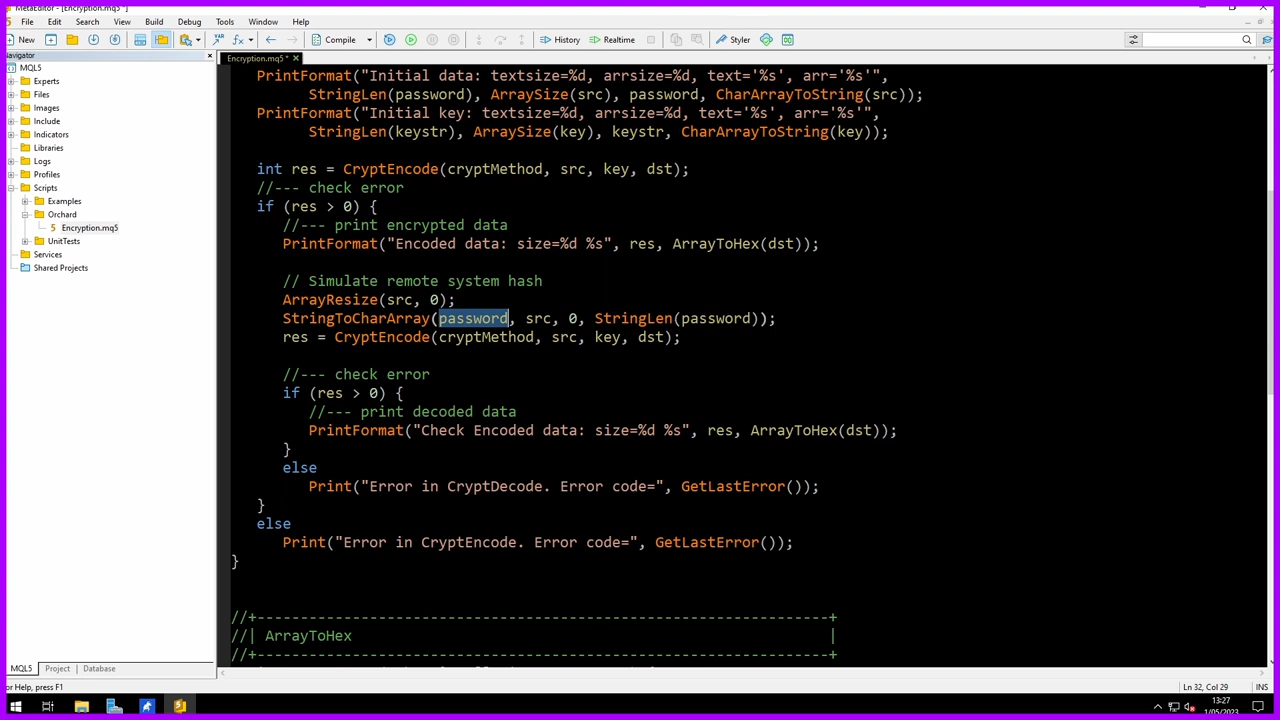 MetaEditor - [Encryption.mq5 *]
File Edit Search View Build Debug Tools Window Help
New Compile History Realtime Styler
Navigator
MQL5
Experts
Files
Images
Include
Indicators
Libraries
Logs
Profiles
Scripts
Examples
Orchard
Encryption.mq5
UnitTests
Services
Shared Projects
MQL5 Project Database
Encryption.mq5 *
PrintFormat("Initial data: textsize=%d, arrsize=%d, text='%s', arr='%s'",
StringLen(password), ArraySize(src), password, CharArrayToString(src));
PrintFormat("Initial key: textsize=%d, arrsize=%d, text='%s', arr='%s'",
StringLen(keystr), ArraySize(key), keystr, CharArrayToString(key));
int res = CryptEncode(cryptMethod, src, key, dst);
//--- check error
if (res > 0) {
//--- print encrypted data
PrintFormat("Encoded data: size=%d %s", res, ArrayToHex(dst));
// Simulate remote system hash
ArrayResize(src, 0);
StringToCharArray(password, src, 0, StringLen(password));
res = CryptEncode(cryptMethod, src, key, dst);
//--- check error
if (res > 0) {
//--- print decoded data
PrintFormat("Check Encoded data: size=%d %s", res, ArrayToHex(dst));
}
else
Print("Error in CryptDecode. Error code=", GetLastError());
}
else
Print("Error in CryptEncode. Error code=", GetLastError());
}
//+------------------------------------------------------------------+
//| ArrayToHex |
//+------------------------------------------------------------------+
or Help, press F1
Ln 32, Col 29 INS
13:27
1/05/2023